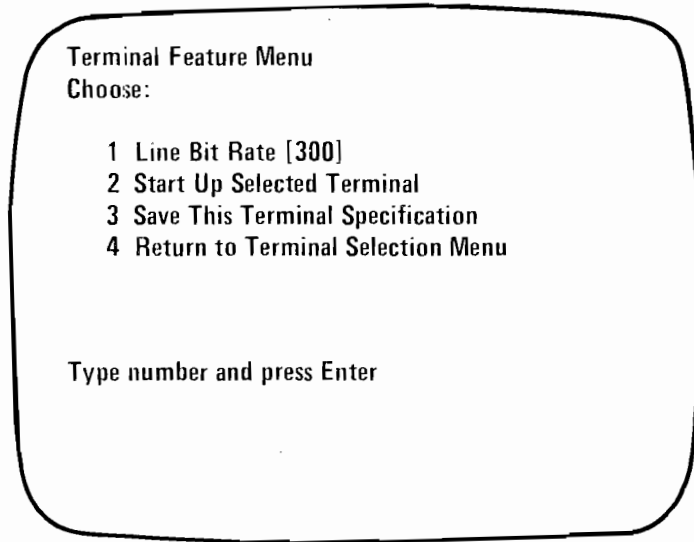 Terminal Feature Menu
Choose:
1 Line Bit Rate [300]
2 Start Up Selected Terminal
3 Save This Terminal Specification
4 Return to Terminal Selection Menu
Type number and press Enter